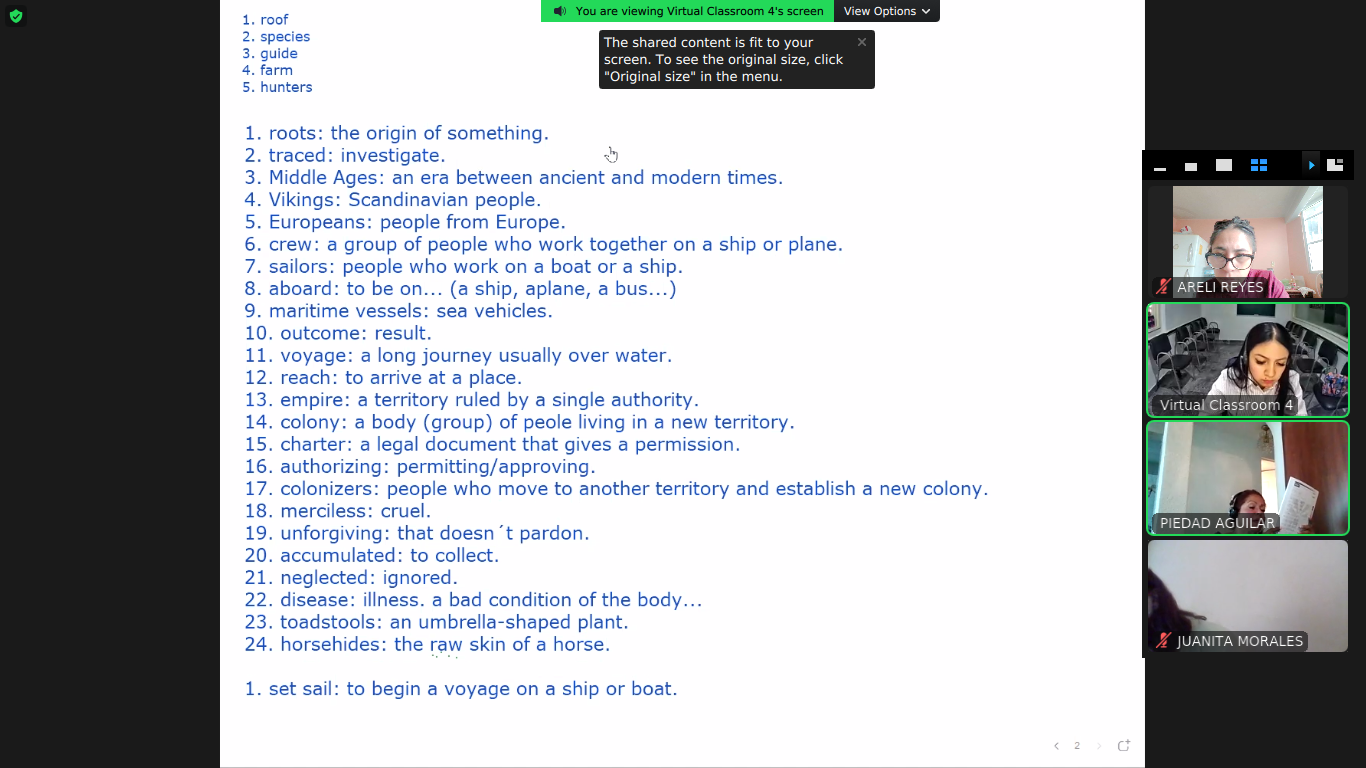 You are viewing Virtual Classroom 4's screen
View Options
The shared content is fit to your
screen. To see the original size, click
"Original size" in the menu.
1. roof
2. species
3. guide
4. farm
5. hunters
1. roots: the origin of something.
2. traced: investigate.
3. Middle Ages: an era between ancient and modern times.
4. Vikings: Scandinavian people.
5. Europeans: people from Europe.
6. crew: a group of people who work together on a ship or plane.
7. sailors: people who work on a boat or a ship.
8. aboard: to be on... (a ship, aplane, a bus...)
9. maritime vessels: sea vehicles.
10. outcome: result.
11. voyage: a long journey usually over water.
12. reach: to arrive at a place.
13. empire: a territory ruled by a single authority.
14. colony: a body (group) of peole living in a new territory.
15. charter: a legal document that gives a permission.
16. authorizing: permitting/approving.
17. colonizers: people who move to another territory and establish a new colony.
18. merciless: cruel.
19. unforgiving: that doesn´t pardon.
20. accumulated: to collect.
21. neglected: ignored.
22. disease: illness. a bad condition of the body...
23. toadstools: an umbrella-shaped plant.
24. horsehides: the raw skin of a horse.
1. set sail: to begin a voyage on a ship or boat.
2
ARELI REYES
Virtual Classroom 4
PIEDAD AGUILAR
JUANITA MORALES